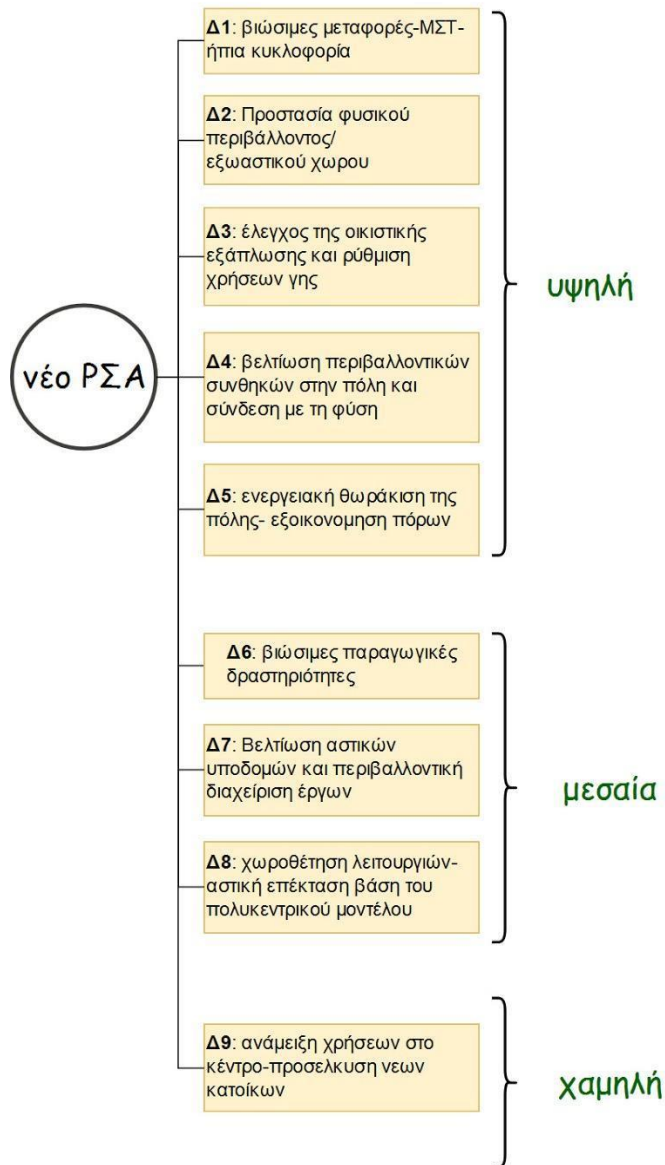 Δ1: βιώσιμες μεταφορές-ΜΣΤ-
ήπια κυκλοφορία
Δ2: Προστασία φυσικού
περιβάλλοντος/
εξωαστικού χωρου
Δ3: έλεγχος της οικιστικής
εξάπλωσης και ρύθμιση
χρήσεων γης
υψηλή
νέο ΡΣΑ
Δ4: βελτίωση περιβαλλοντικών
συνθηκών στην πόλη και
σύνδεση με τη φύση
Δ5: ενεργειακή θωράκιση της
πόλης- εξοικονομηση πόρων
Δ6: βιώσιμες παραγωγικές
δραστηριότητες
Δ7: Βελτίωση αστικών
υποδομών και περιβαλλοντική
διαχείριση έργων
μεσαία
Δ8: χωροθέτηση λειτουργιών-
αστική επέκταση βάση του
πολυκεντρικού μοντέλου
Δ9: ανάμειξη χρήσεων στο
κέντρο-προσελκυση νεων
κατοίκων
χαμηλή